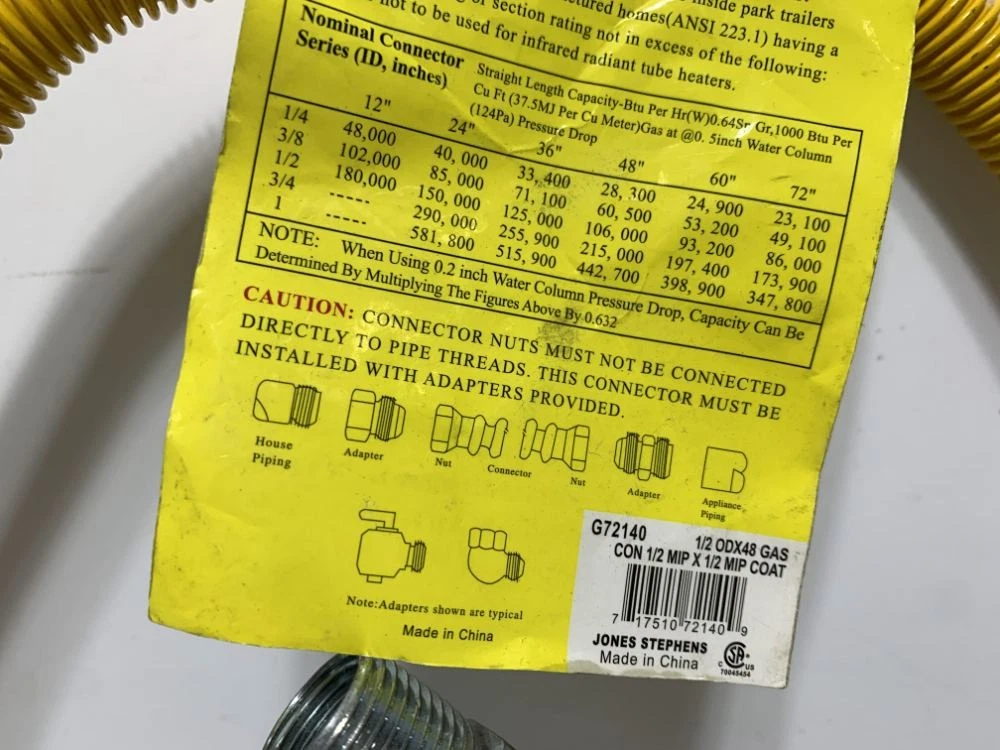 inside park trailers
homes(ANSI 223.1) having a
section rating not in excess of the following:
not to be used for infrared radiant tube heaters.
Nominal Connector
Series (ID, inches)
Straight Length Capacity-Btu Per Hr(W)0.64Sr Gr,1000 Btu Per
Cu Ft (37.5MJ Per Cu Meter)Gas at @0. 5inch Water Column
(124Pa) Pressure Drop
12" 24" 36" 48" 60" 72"
1/4 48,000 40, 000 33, 400 28, 300 24, 900 23, 100
3/8 102,000 85, 000 71, 100 60, 500 53, 200 49, 100
1/2 180,000 150, 000 125, 000 106, 000 93, 200 86, 000
3/4 ----- 290, 000 255, 900 215, 000 197, 400 173, 900
1 ----- 581, 800 515, 900 442, 700 398, 900 347, 800
NOTE: When Using 0.2 inch Water Column Pressure Drop, Capacity Can Be
Determined By Multiplying The Figures Above By 0.632
CAUTION: CONNECTOR NUTS MUST NOT BE CONNECTED
DIRECTLY TO PIPE THREADS. THIS CONNECTOR MUST BE
INSTALLED WITH ADAPTERS PROVIDED.
House
Piping
Adapter
Nut
Connector
Nut
Adapter
Appliance
Piping
Note:Adapters shown are typical
Made in China
G72140 1/2 ODX48 GAS
CON 1/2 MIP X 1/2 MIP COAT
7 17510 72140 9
JONES STEPHENS
Made in China
C SA US
70045454